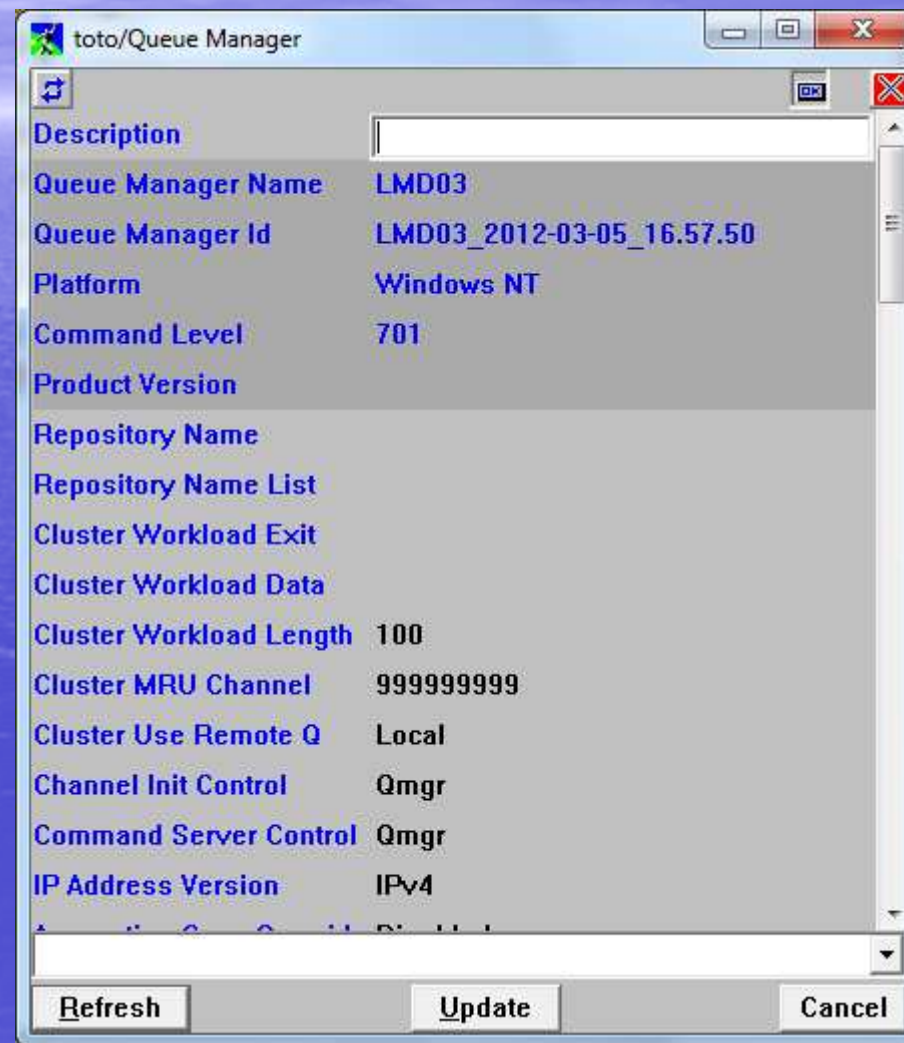 toto/Queue Manager
OK
Description
Queue Manager Name LMD03
Queue Manager Id LMD03_2012-03-05_16.57.50
Platform Windows NT
Command Level 701
Product Version
Repository Name
Repository Name List
Cluster Workload Exit
Cluster Workload Data
Cluster Workload Length 100
Cluster MRU Channel 999999999
Cluster Use Remote Q Local
Channel Init Control Qmgr
Command Server Control Qmgr
IP Address Version IPv4
Refresh Update Cancel